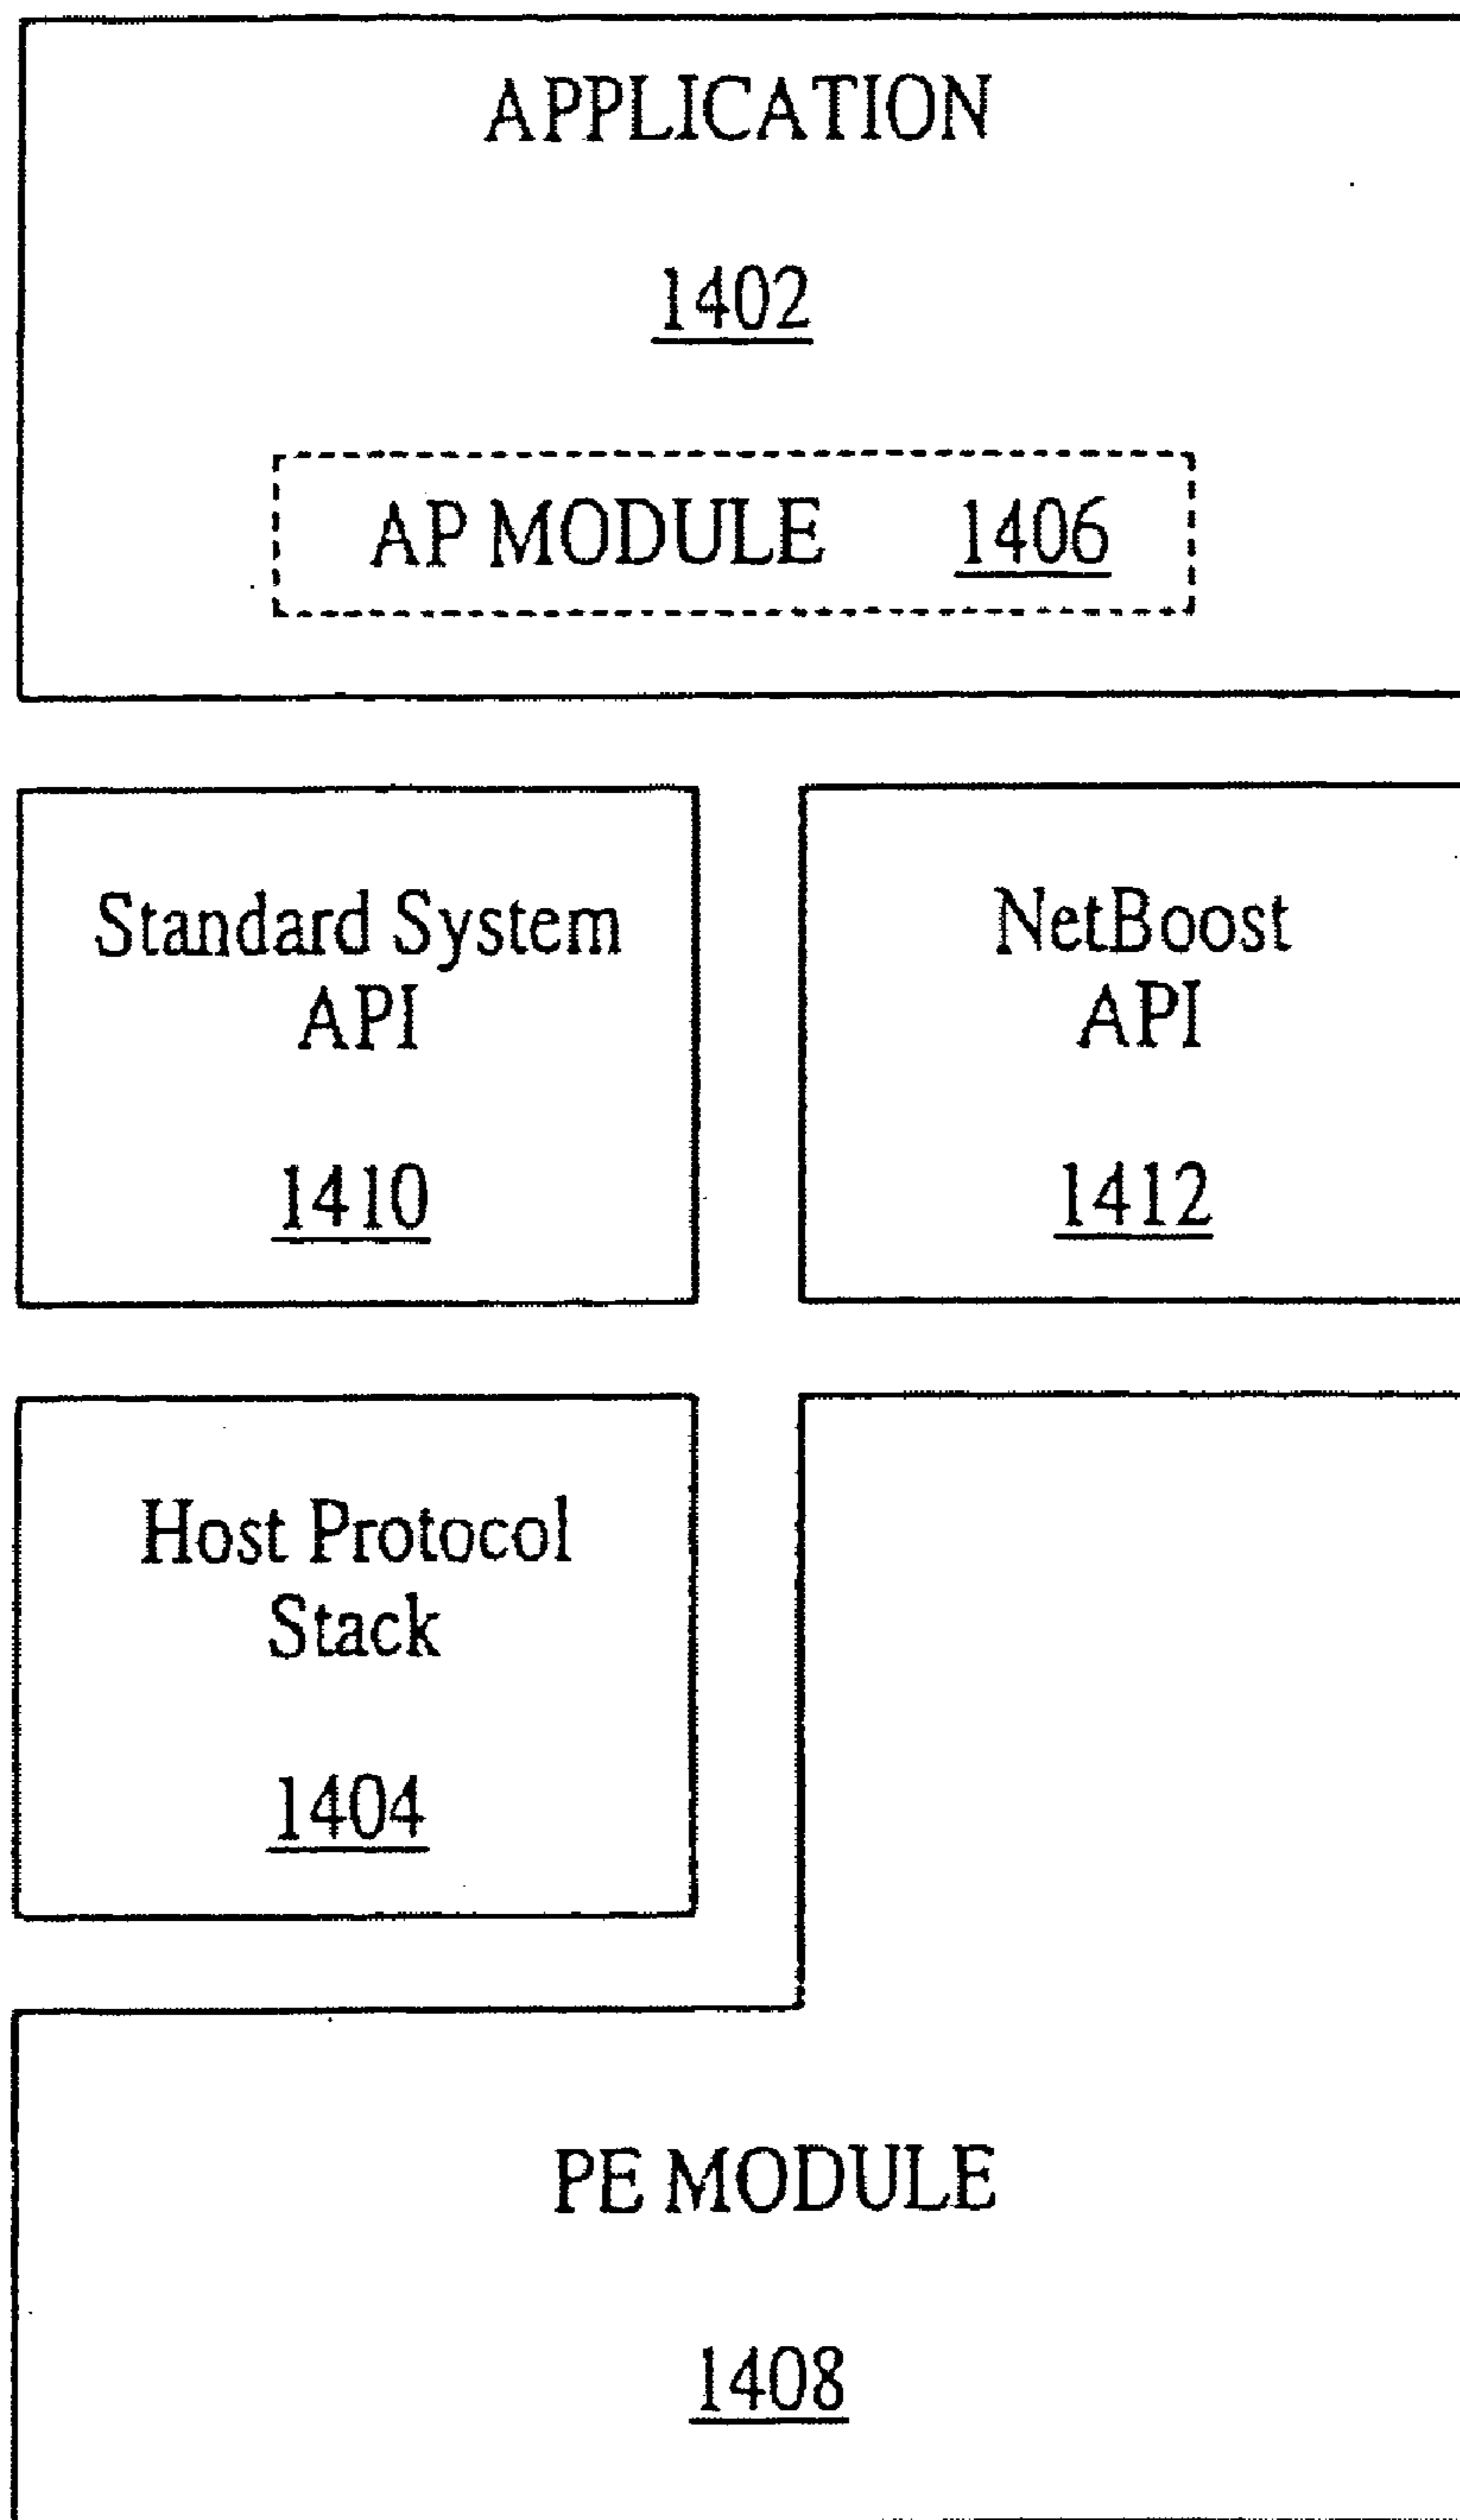 APPLICATION
1402
AP MODULE 1406
Standard System
API
1410
NetBoost
API
1412
Host Protocol
Stack
1404
PE MODULE
1408